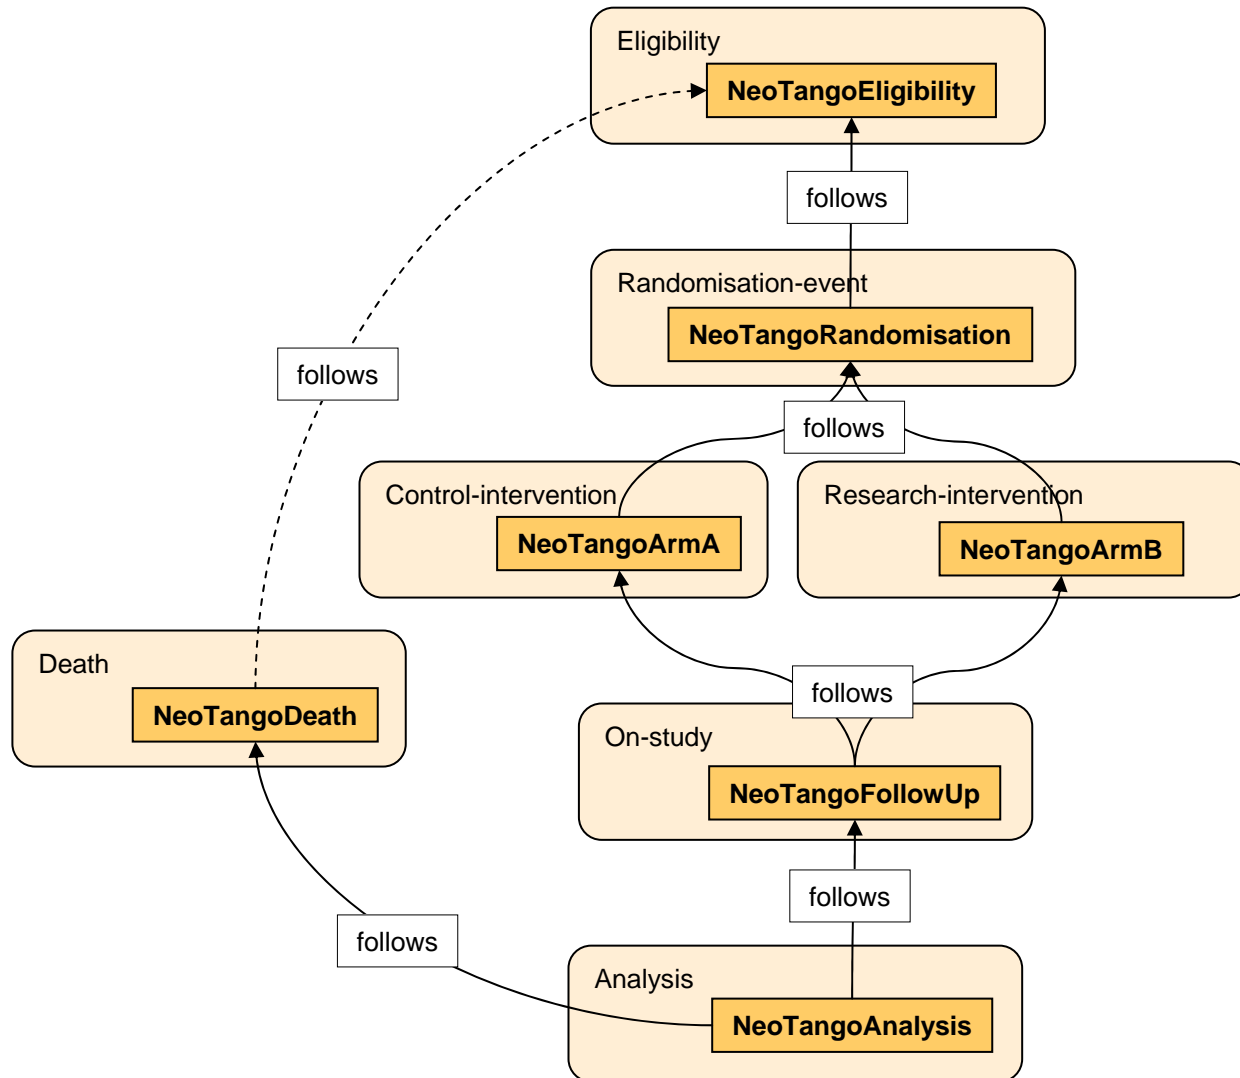 Eligibility
NeoTangoEligibility
follows
Randomisation-event
NeoTangoRandomisation
follows
follows
Control-intervention
NeoTangoArmA
Research-intervention
NeoTangoArmB
Death
NeoTangoDeath
follows
On-study
NeoTangoFollowUp
follows
follows
Analysis
NeoTangoAnalysis